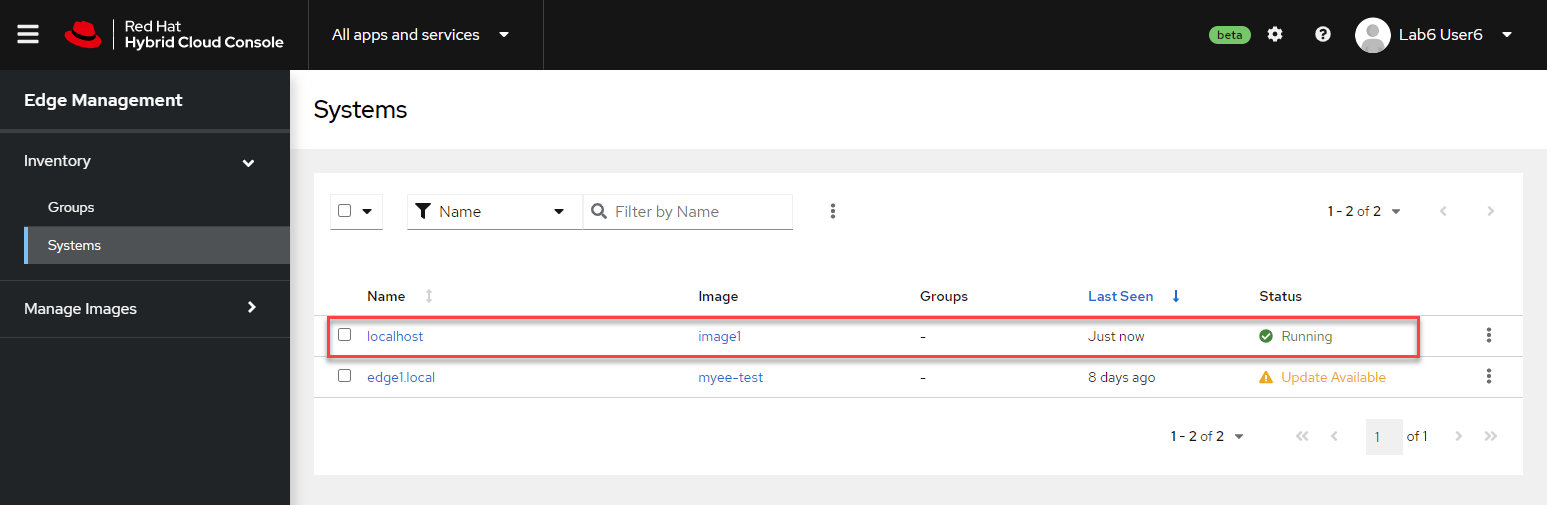 Red Hat
Hybrid Cloud Console
All apps and services
beta
Lab6 User6
Edge Management
Inventory
Groups
Systems
Manage Images
Systems
Name
Filter by Name
1 - 2 of 2
Name Image Groups Last Seen Status
localhost image1 - Just now Running
edge1.local myee-test - 8 days ago Update Available
1 - 2 of 2 1 of 1